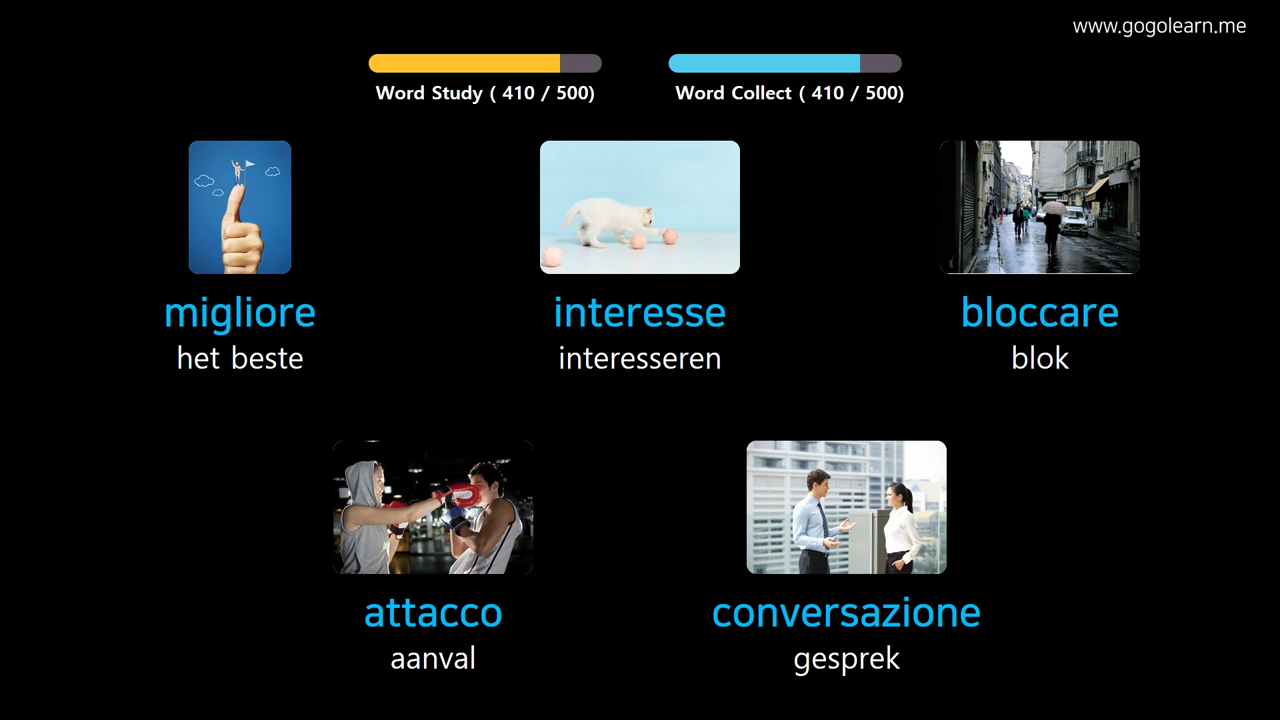 www.gogolearn.me
Word Study ( 410 / 500)
Word Collect ( 410 / 500)
migliore
het beste
interesse
interesseren
bloccare
blok
attacco
aanval
conversazione
gesprek